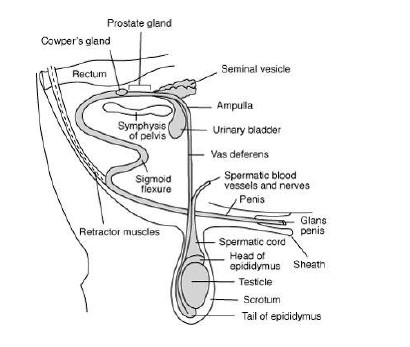 Prostate gland
Cowper's gland
Rectum
Seminal vesicle
Ampulla
Symphysis
of pelvis
Urinary bladder
Vas deferens
Sigmoid
flexure
Spermatic blood
vessels and nerves
Penis
Glans
penis
Retractor muscles
Spermatic cord
Head of
epididymus
Sheath
Testicle
Scrotum
Tail of epididymus